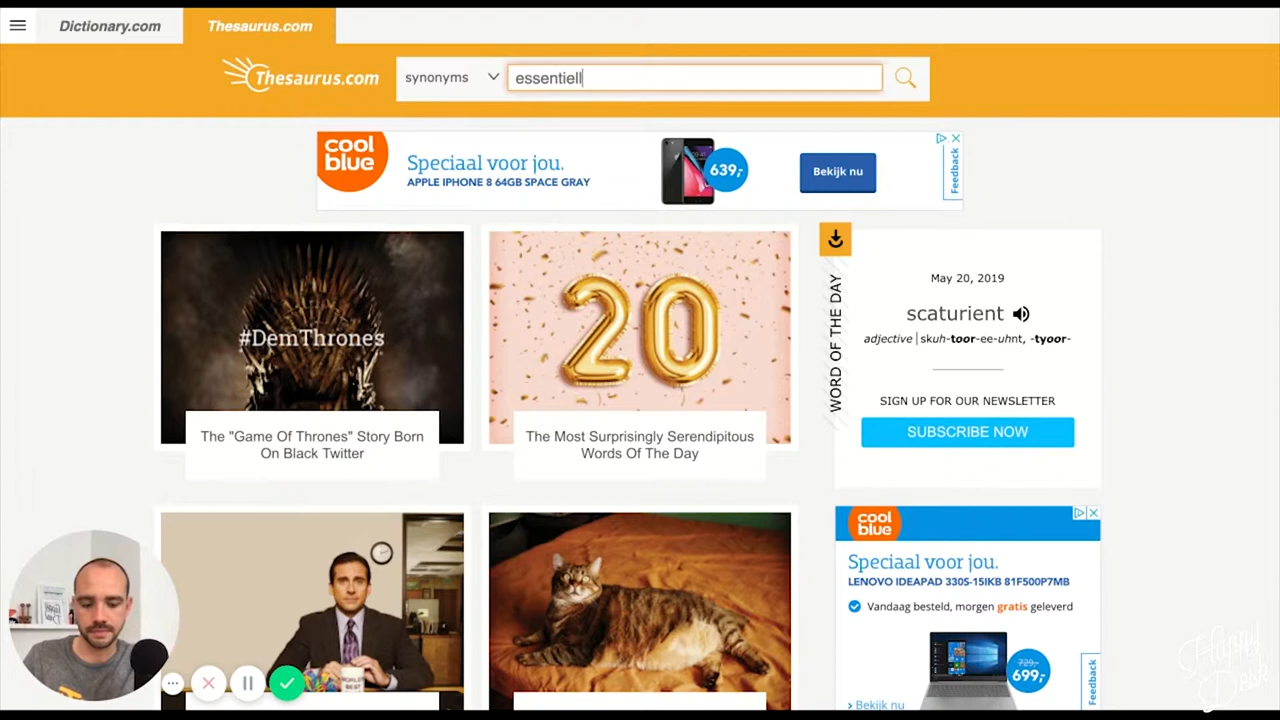 Dictionary.com
Thesaurus.com
Thesaurus.com
synonyms
essentiell
cool
blue
Speciaal voor jou.
APPLE IPHONE 8 64GB SPACE GRAY
639,-
Bekijk nu
Feedback
#DemThrones
The "Game Of Thrones" Story Born
On Black Twitter
20
The Most Surprisingly Serendipitous
Words Of The Day
WORD OF THE DAY
May 20, 2019
scaturient
adjective | skuh-toor-ee-uhnt, -tyoor-
SIGN UP FOR OUR NEWSLETTER
SUBSCRIBE NOW
cool
blue
Speciaal voor jou.
LENOVO IDEAPAD 330S-15IKB 81F500P7MB
Vandaag besteld, morgen gratis geleverd
729,-
699,-
Bekijk nu
Feedback
Happy
Desk